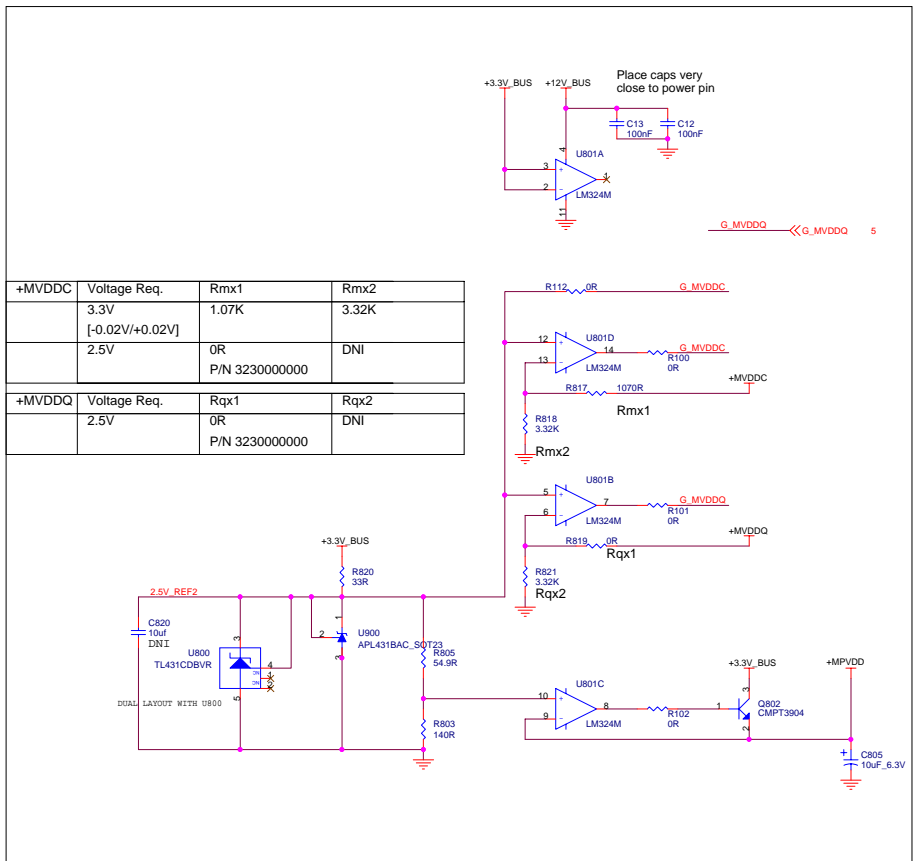 Place caps very
close to power pin
+3.3V_BUS
+12V_BUS
C13
100nF
C12
100nF
4
U801A
3
+
1
2
-
LM324M
11
G_MVDDQ
G_MVDDQ 5
+MVDDC Voltage Req. Rmx1 Rmx2
3.3V 1.07K 3.32K
[-0.02V/+0.02V]
2.5V 0R DNI
P/N 3230000000
+MVDDQ Voltage Req. Rqx1 Rqx2
2.5V 0R DNI
P/N 3230000000
R112 0R G_MVDDC
U801D
12
+
14
13
-
LM324M
G_MVDDC
R100
0R
+MVDDC
R817 1070R
Rmx1
R818
3.32K
Rmx2
U801B
5
+
7
6
-
LM324M
G_MVDDQ
R101
0R
+MVDDQ
R819 0R
Rqx1
R821
3.32K
Rqx2
+3.3V_BUS
R820
33R
2.5V_REF2
C820
10uf
DNI
U800
TL431CDBVR
3
4
NC
1
NC
2
5
DUAL LAYOUT WITH U800
1
2
U900
APL431BAC_SOT23
3
R805
54.9R
R803
140R
U801C
10
+
8
9
-
LM324M
R102
0R
+3.3V_BUS
3
1
Q802
CMPT3904
2
+MPVDD
+
C805
10uF_6.3V